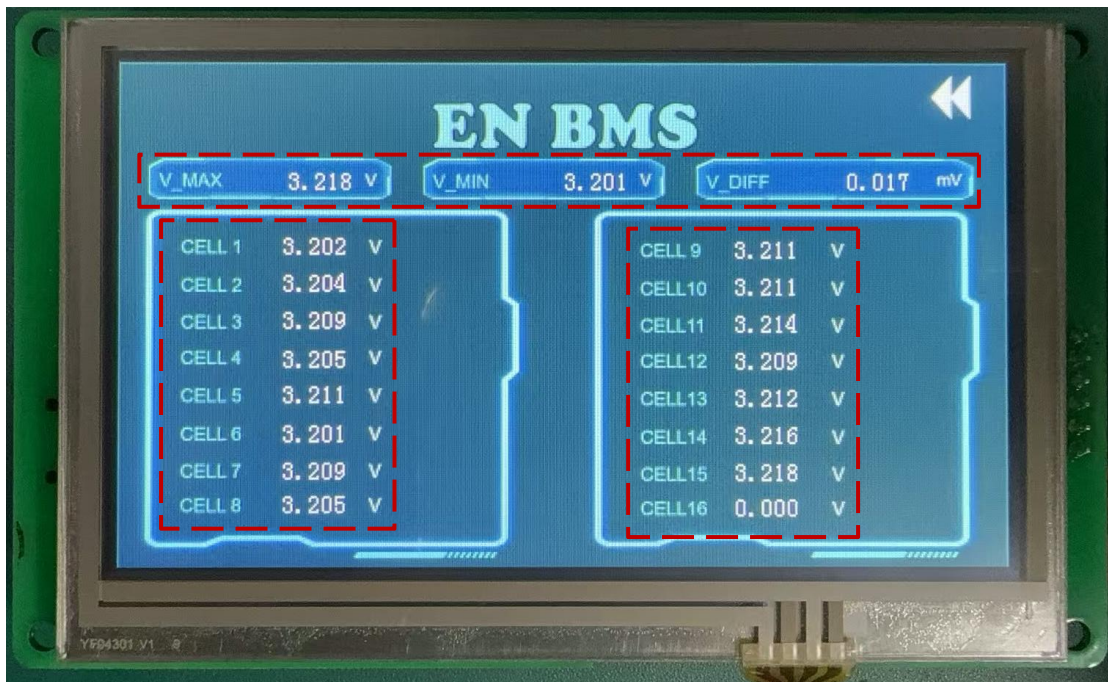 EN BMS
V_MAX 3.218 V V_MIN 3.201 V V_DIFF 0.017 mV
CELL 1 3.202 V
CELL 2 3.204 V
CELL 3 3.209 V
CELL 4 3.205 V
CELL 5 3.211 V
CELL 6 3.201 V
CELL 7 3.209 V
CELL 8 3.205 V
CELL 9 3.211 V
CELL10 3.211 V
CELL11 3.214 V
CELL12 3.209 V
CELL13 3.212 V
CELL14 3.216 V
CELL15 3.218 V
CELL16 0.000 V
V1